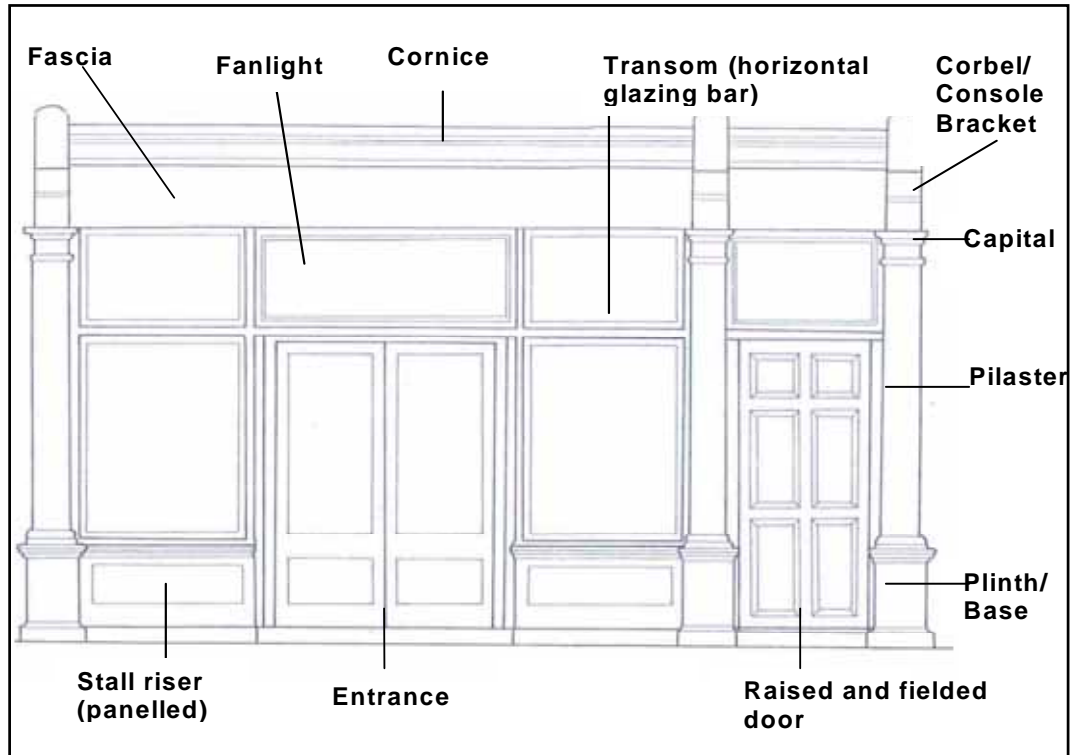 Fascia
Fanlight
Cornice
Transom (horizontal
glazing bar)
Corbel/
Console
Bracket
Capital
Pilaster
Plinth/
Base
Stall riser
(panelled)
Entrance
Raised and fielded
door